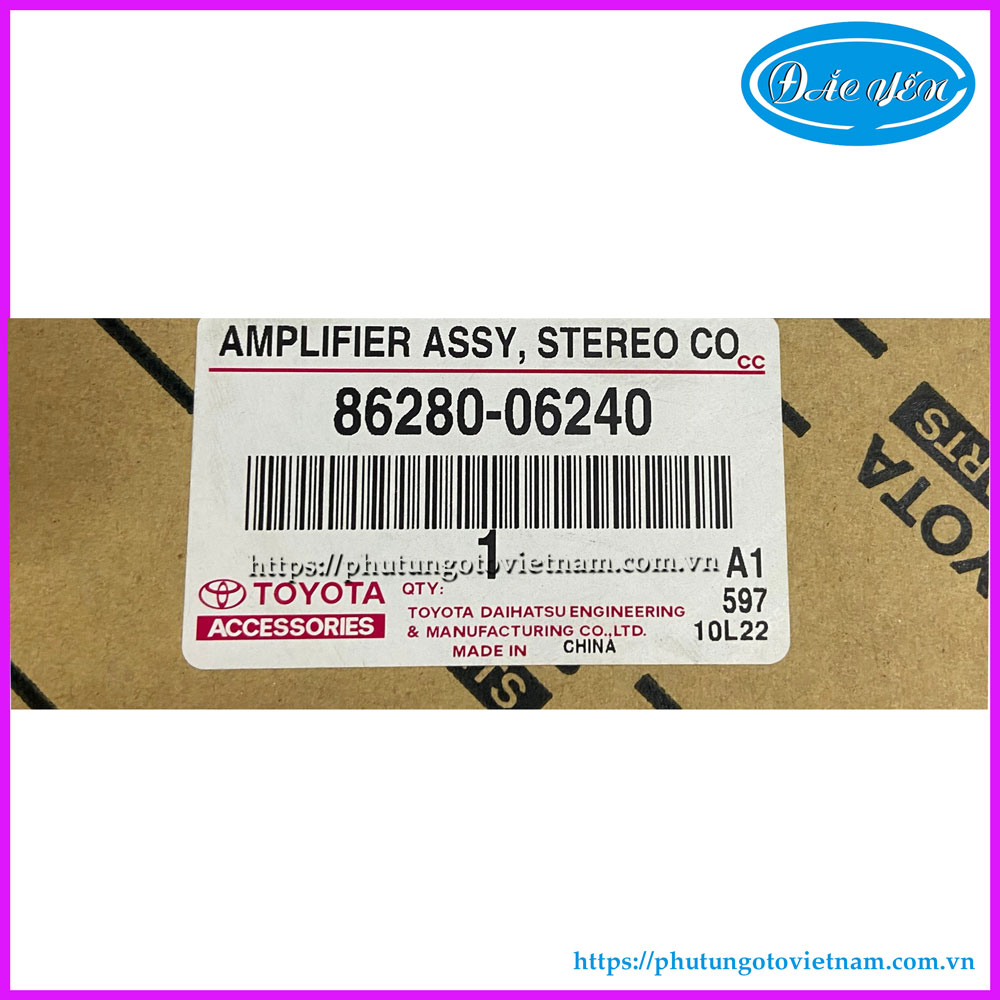 ĐẮC YẾN
AMPLIFIER ASSY, STEREO CO
CC
86280-06240
1
https://phutungotovietnam.com.vn
A1
TOYOTA
QTY:
597
ACCESSORIES
TOYOTA DAIHATSU ENGINEERING
& MANUFACTURING CO.,LTD.
10L22
MADE IN CHINA
TOYOTA
https://phutungotovietnam.com.vn